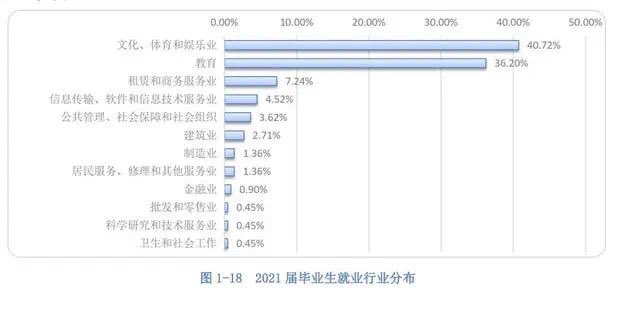 0.00% 10.00% 20.00% 30.00% 40.00% 50.00%
文化、体育和娱乐业 40.72%
教育 36.20%
租赁和商务服务业 7.24%
信息传输、软件和信息技术服务业 4.52%
公共管理、社会保障和社会组织 3.62%
建筑业 2.71%
制造业 1.36%
居民服务、修理和其他服务业 1.36%
金融业 0.90%
批发和零售业 0.45%
科学研究和技术服务业 0.45%
卫生和社会工作 0.45%
图 1-18 2021 届毕业生就业行业分布